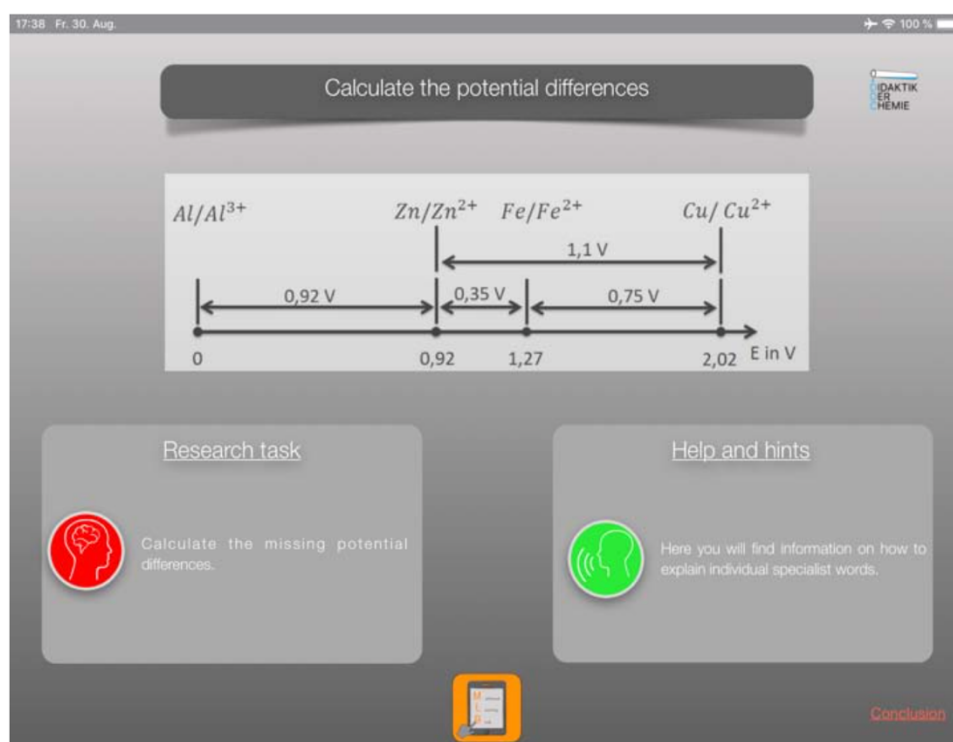 17:38 Fr. 30. Aug.
100 %
Calculate the potential differences
DIDAKTIK
DER
CHEMIE
Al/Al³⁺ Zn/Zn²⁺ Fe/Fe²⁺ Cu/ Cu²⁺
1,1 V
0,92 V 0,35 V 0,75 V
0 0,92 1,27 2,02 E in V
Research task
Calculate the missing potential
differences.
Help and hints
Here you will find information on how to
explain individual specialist words.
M
L
Conclusion